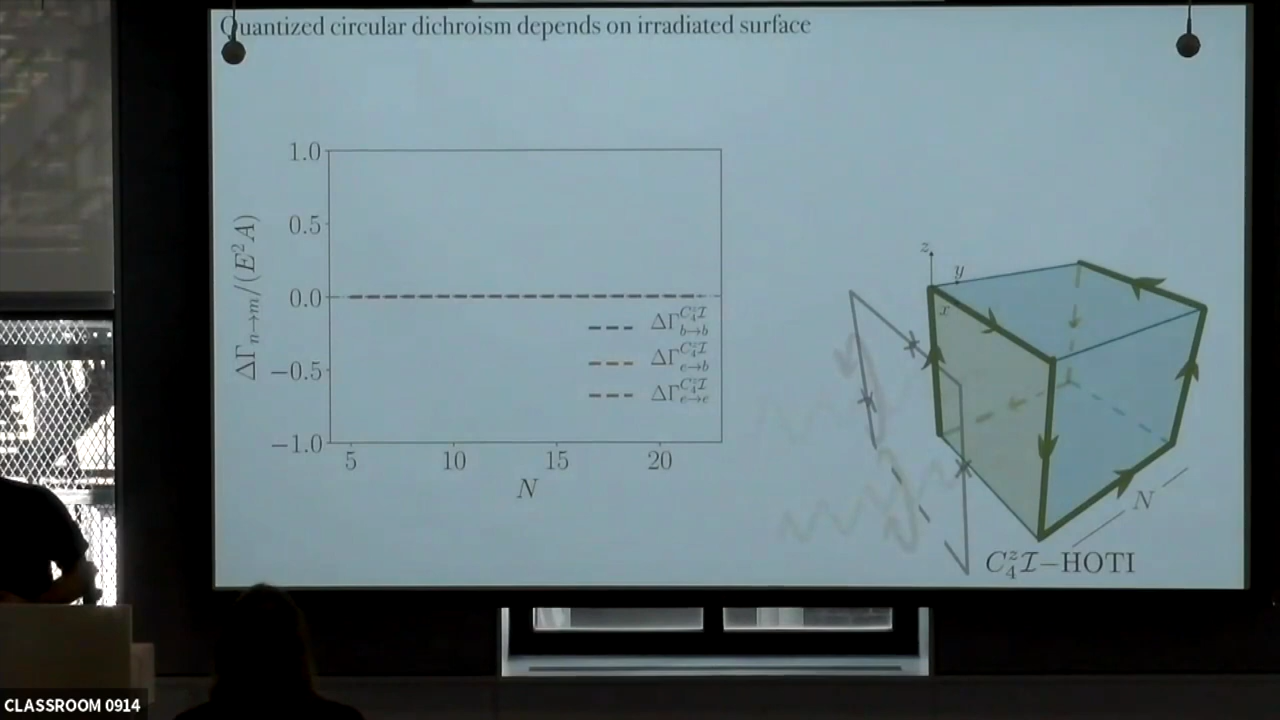 Quantized circular dichroism depends on irradiated surface
ΔΓ_{n→m}/(E²A)
1.0
0.5
0.0
−0.5
−1.0
ΔΓ^{C_4^z I}_{b→b}
ΔΓ^{C_4^z I}_{e→b}
ΔΓ^{C_4^z I}_{e→e}
5 10 15 20
N
z
y
x
N
C_4^z I−HOTI
CLASSROOM 0914